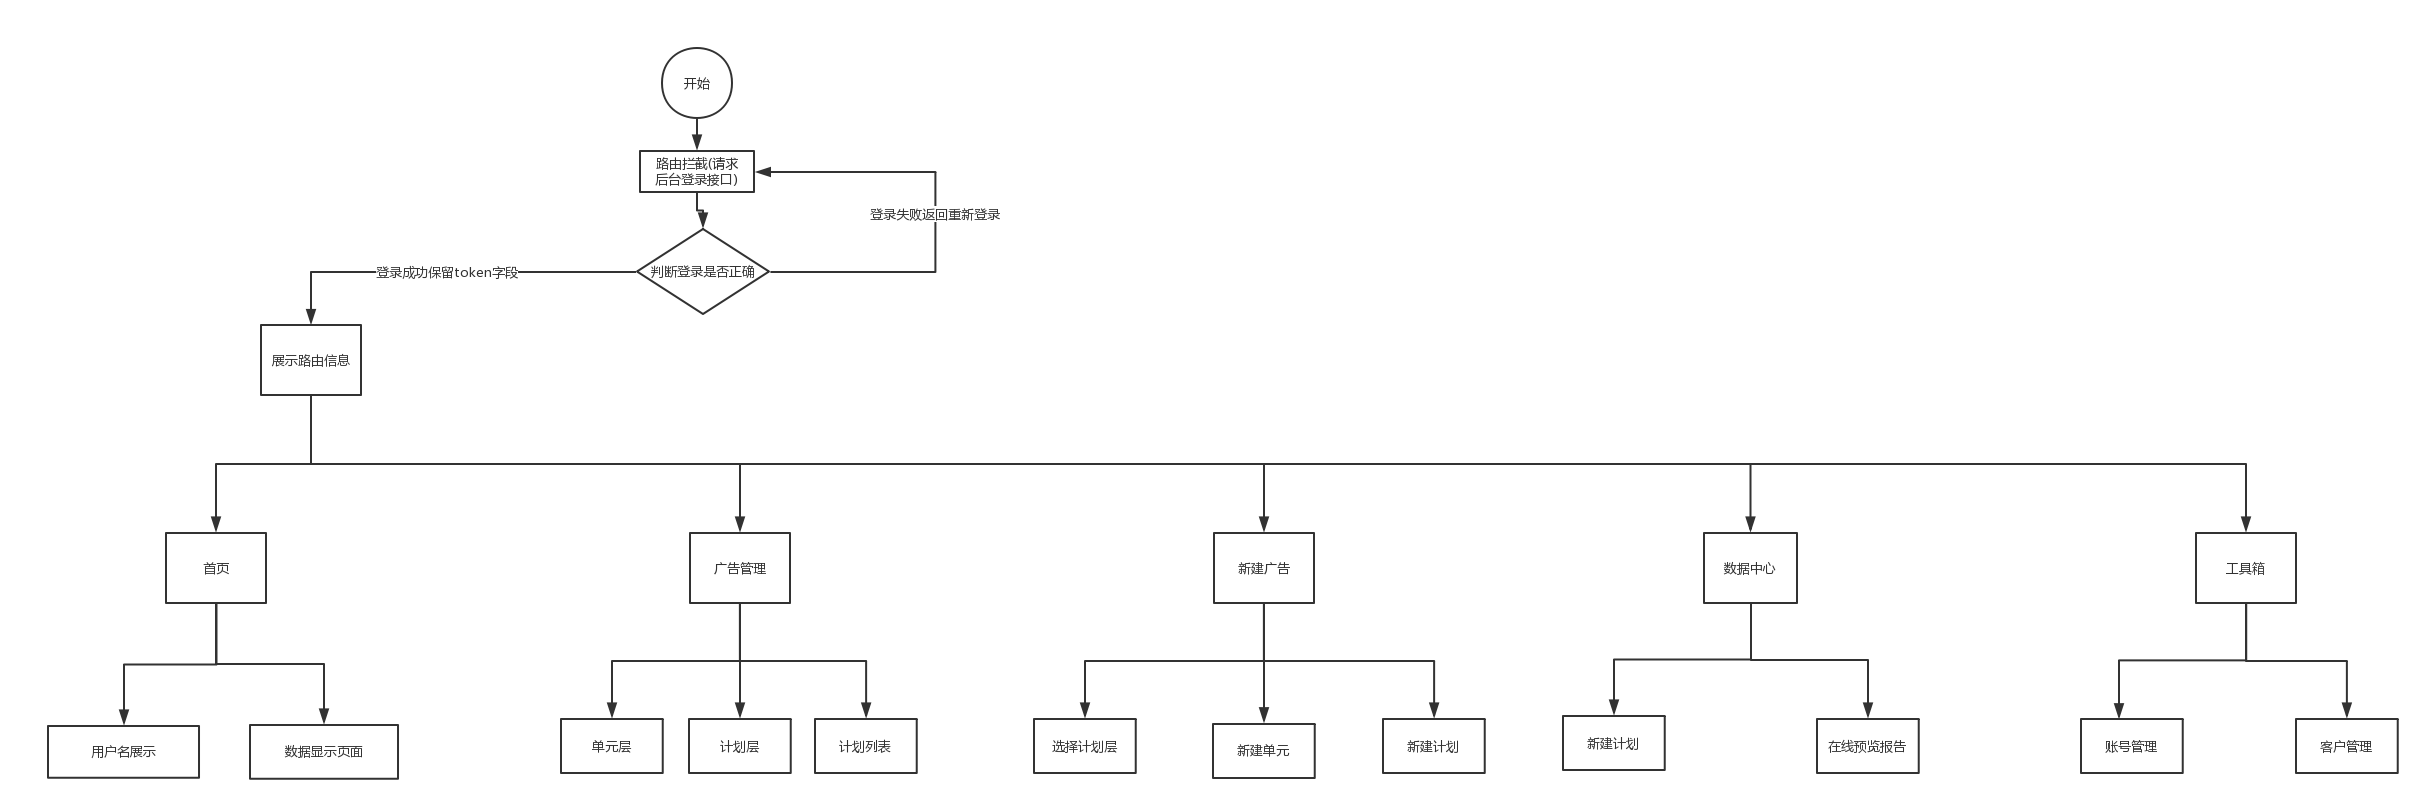 开始
路由拦截(请求
后台登录接口)
登录失败返回重新登录
判断登录是否正确
登录成功保留token字段
展示路由信息
首页
广告管理
新建广告
数据中心
工具箱
用户名展示
数据显示页面
单元层
计划层
计划列表
选择计划层
新建单元
新建计划
新建计划
在线预览报告
账号管理
客户管理